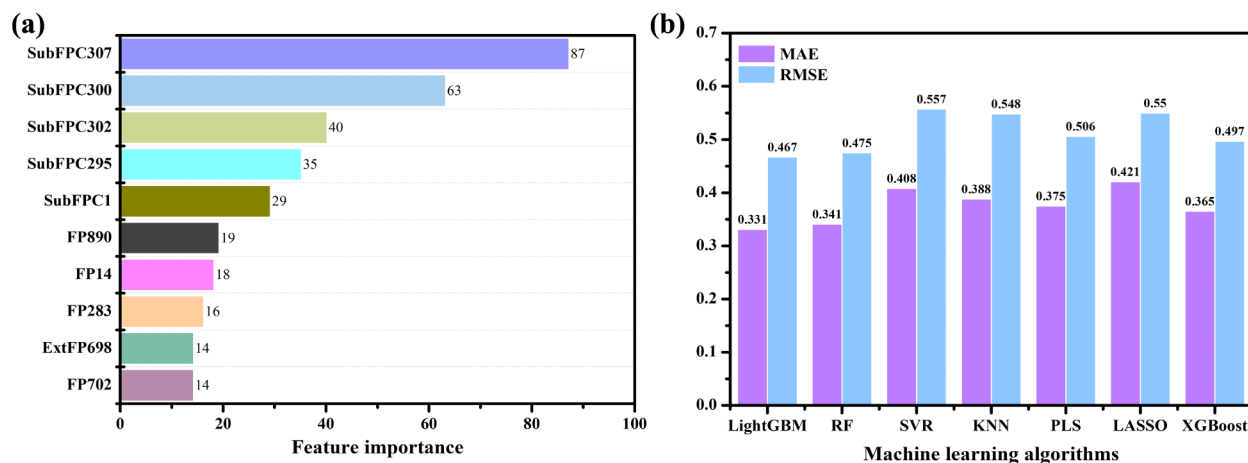 (a)
SubFPC307
87
SubFPC300
63
SubFPC302
40
SubFPC295
35
SubFPC1
29
FP890
19
FP14
18
FP283
16
ExtFP698
14
FP702
14
0 20 40 60 80 100
Feature importance
(b)
MAE
RMSE
0.7
0.6
0.5
0.4
0.3
0.2
0.1
0.0
0.331 0.467 0.341 0.475 0.408 0.557 0.388 0.548 0.375 0.506 0.421 0.55 0.365 0.497
LightGBM RF SVR KNN PLS LASSO XGBoost
Machine learning algorithms